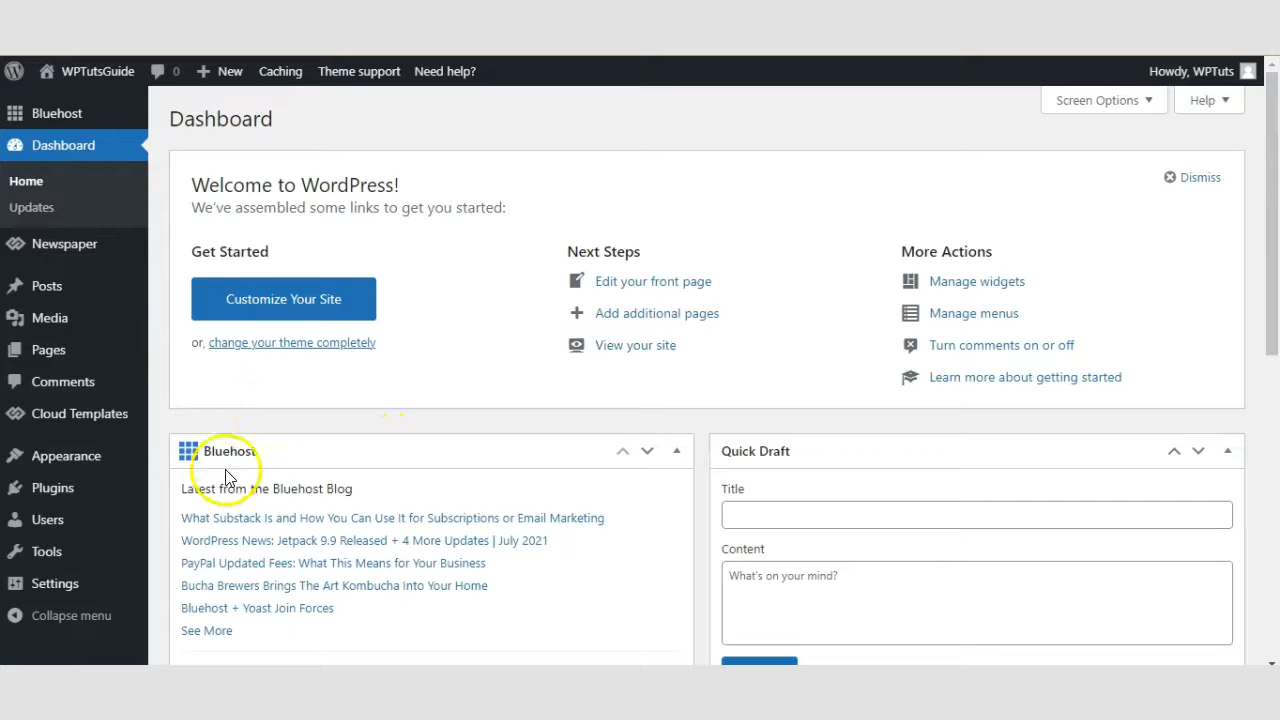 WPTutsGuide 0 New Caching Theme support Need help? Howdy, WPTuts
Bluehost
Dashboard
Home
Updates
Newspaper
Posts
Media
Pages
Comments
Cloud Templates
Appearance
Plugins
Users
Tools
Settings
Collapse menu
Screen Options Help
Dashboard
Welcome to WordPress!
Dismiss
We've assembled some links to get you started:
Get Started
Customize Your Site
or, change your theme completely
Next Steps
Edit your front page
Add additional pages
View your site
More Actions
Manage widgets
Manage menus
Turn comments on or off
Learn more about getting started
Bluehost
Latest from the Bluehost Blog
What Substack Is and How You Can Use It for Subscriptions or Email Marketing
WordPress News: Jetpack 9.9 Released + 4 More Updates | July 2021
PayPal Updated Fees: What This Means for Your Business
Bucha Brewers Brings The Art Kombucha Into Your Home
Bluehost + Yoast Join Forces
See More
Quick Draft
Title
Content
What's on your mind?